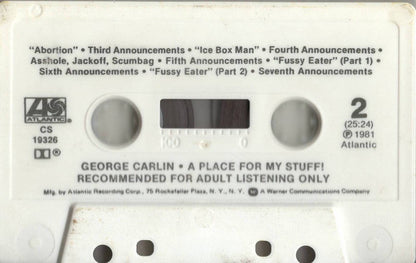 "Abortion" • Third Announcements • "Ice Box Man" • Fourth Announcements •
Asshole, Jackoff, Scumbag • Fifth Announcements • "Fussy Eater" (Part 1) •
Sixth Announcements • "Fussy Eater" (Part 2) • Seventh Announcements
ATLANTIC®
CS
19326
2
(25:24)
℗ 1981
Atlantic
100 0
GEORGE CARLIN • A PLACE FOR MY STUFF!
RECOMMENDED FOR ADULT LISTENING ONLY
Mfg. by Atlantic Recording Corp., 75 Rockefeller Plaza, N. Y., N. Y. A Warner Communications Company